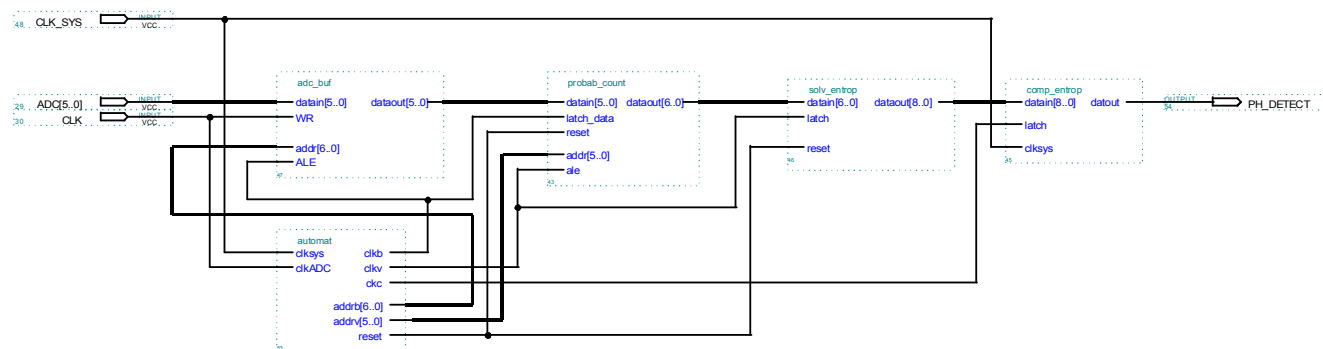 48 CLK_SYS INPUT VCC
adc_buf probab_count solv_entrop comp_entrop
29 ADC[5..0] INPUT VCC datain[5..0] dataout[5..0] datain[5..0] dataout[6..0] datain[6..0] dataout[8..0] datain[8..0] datout OUTPUT 54 PH_DETECT
30 CLK INPUT VCC WR latch_data latch latch
reset
addr[6..0] addr[5..0] reset clksys
ALE ale 46 45
47 43
automat
clksys clkb
clkADC clkv
ckc
addrb[6..0]
addrv[5..0]
reset